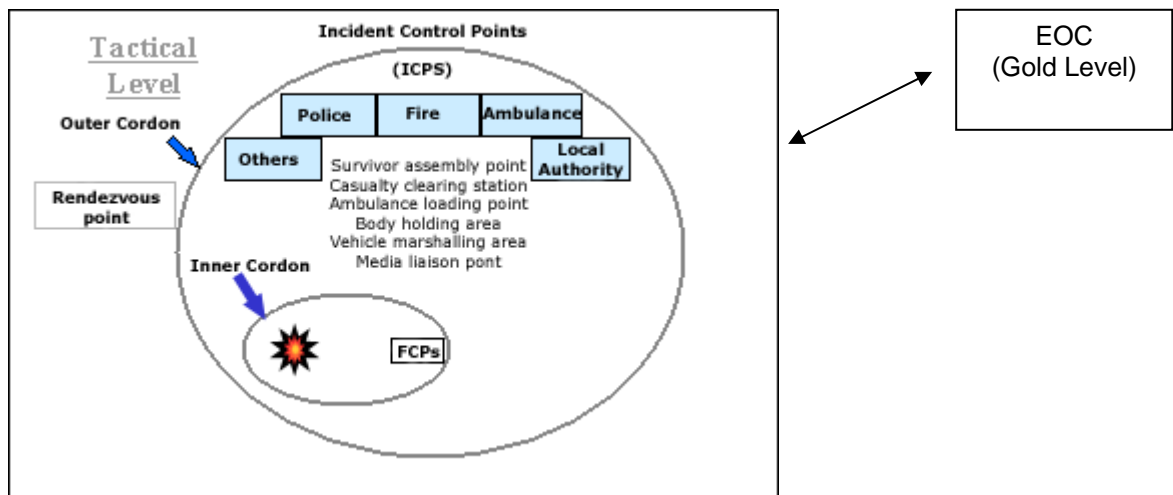 Incident Control Points
(ICPS)
Tactical
Level
Police
Fire
Ambulance
Outer Cordon
Others
Local
Authority
Survivor assembly point
Casualty clearing station
Ambulance loading point
Body holding area
Vehicle marshalling area
Media liaison pont
Rendezvous
point
Inner Cordon
FCPs
EOC
(Gold Level)